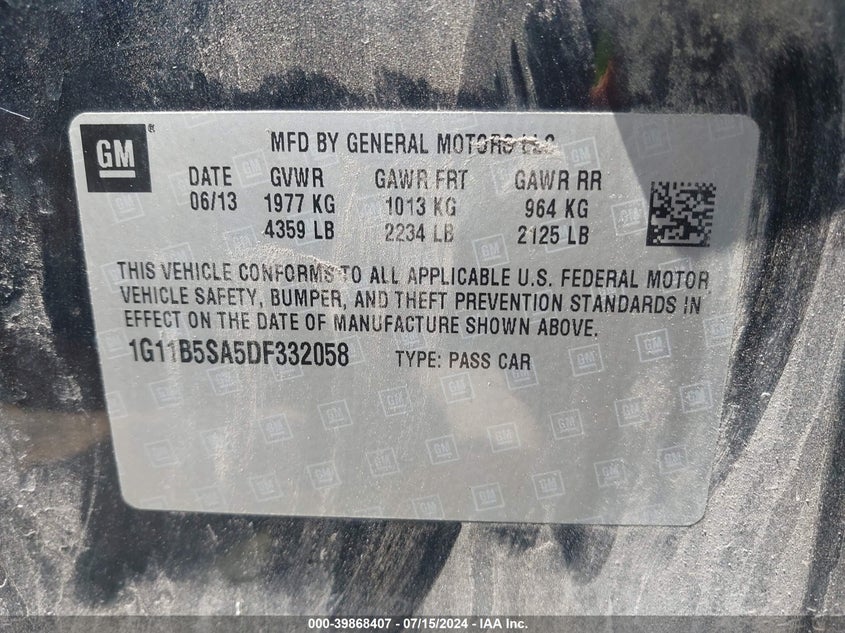 GM ®
MFD BY GENERAL MOTORS LLC
DATE GVWR GAWR FRT GAWR RR
06/13 1977 KG 1013 KG 964 KG
4359 LB 2234 LB 2125 LB
THIS VEHICLE CONFORMS TO ALL APPLICABLE U.S. FEDERAL MOTOR
VEHICLE SAFETY, BUMPER, AND THEFT PREVENTION STANDARDS IN
EFFECT ON THE DATE OF MANUFACTURE SHOWN ABOVE.
1G11B5SA5DF332058 TYPE: PASS CAR
000-39868407 - 07/15/2024 - IAA Inc.